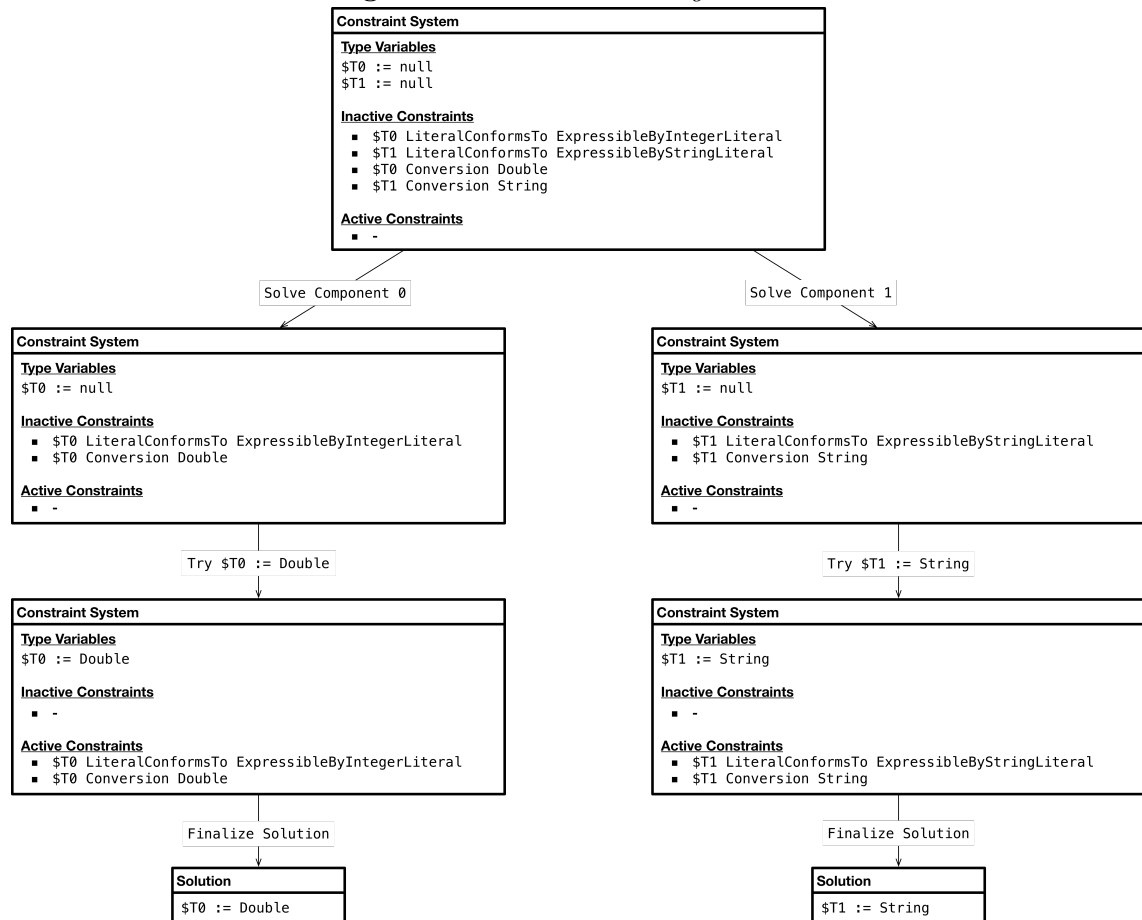 Constraint System
Type Variables
$T0 := null
$T1 := null
Inactive Constraints
▪ $T0 LiteralConformsTo ExpressibleByIntegerLiteral
▪ $T1 LiteralConformsTo ExpressibleByStringLiteral
▪ $T0 Conversion Double
▪ $T1 Conversion String
Active Constraints
▪ -
Solve Component 0
Solve Component 1
Constraint System
Type Variables
$T0 := null
Inactive Constraints
▪ $T0 LiteralConformsTo ExpressibleByIntegerLiteral
▪ $T0 Conversion Double
Active Constraints
▪ -
Try $T0 := Double
Constraint System
Type Variables
$T0 := Double
Inactive Constraints
▪ -
Active Constraints
▪ $T0 LiteralConformsTo ExpressibleByIntegerLiteral
▪ $T0 Conversion Double
Finalize Solution
Solution
$T0 := Double
Constraint System
Type Variables
$T1 := null
Inactive Constraints
▪ $T1 LiteralConformsTo ExpressibleByStringLiteral
▪ $T1 Conversion String
Active Constraints
▪ -
Try $T1 := String
Constraint System
Type Variables
$T1 := String
Inactive Constraints
▪ -
Active Constraints
▪ $T1 LiteralConformsTo ExpressibleByStringLiteral
▪ $T1 Conversion String
Finalize Solution
Solution
$T1 := String